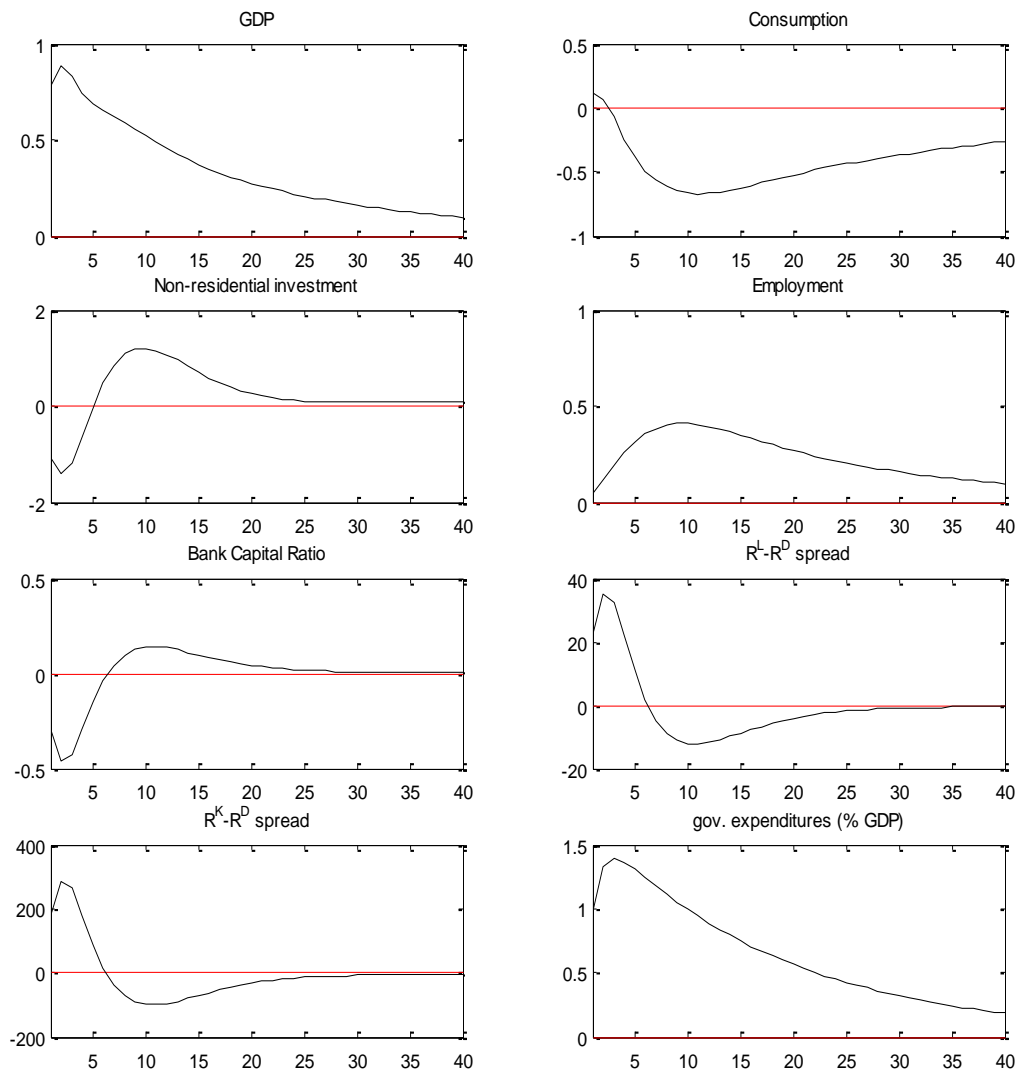 GDP
Consumption
1
0.5
0
5 10 15 20 25 30 35 40
0.5
0
-0.5
-1
5 10 15 20 25 30 35 40
Non-residential investment
Employment
2
0
-2
5 10 15 20 25 30 35 40
1
0.5
0
5 10 15 20 25 30 35 40
Bank Capital Ratio
R^L-R^D spread
0.5
0
-0.5
5 10 15 20 25 30 35 40
40
20
0
-20
5 10 15 20 25 30 35 40
R^K-R^D spread
gov. expenditures (% GDP)
400
200
0
-200
5 10 15 20 25 30 35 40
1.5
1
0.5
0
5 10 15 20 25 30 35 40